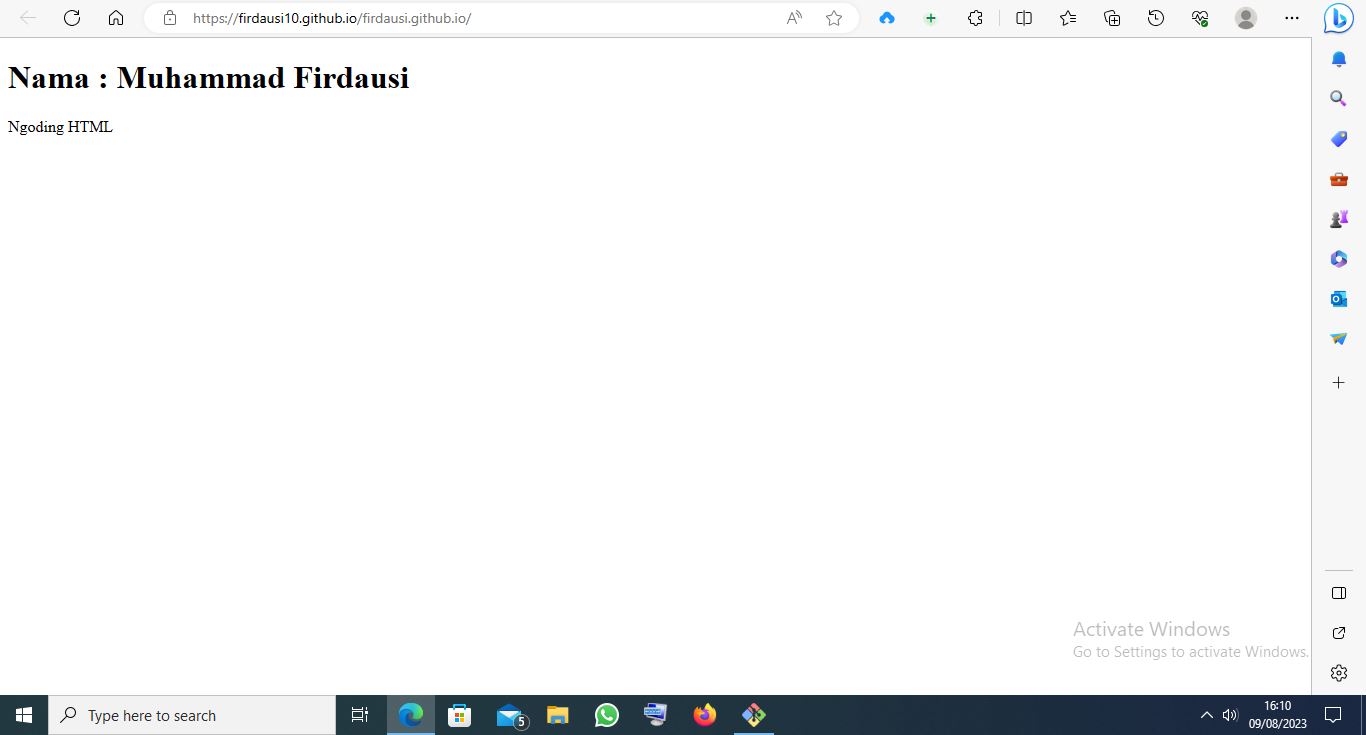 https://firdausi10.github.io/firdausi.github.io/
Nama : Muhammad Firdausi
Ngoding HTML
Activate Windows
Go to Settings to activate Windows.
Type here to search
5
16:10
09/08/2023